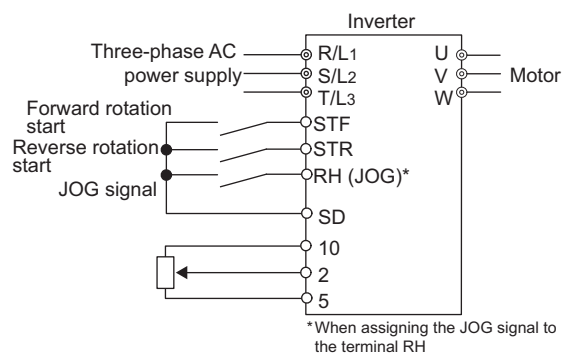 Inverter
Three-phase AC
power supply
R/L1
S/L2
T/L3
U
V
W
Motor
Forward rotation
start
STF
Reverse rotation
start
STR
JOG signal
RH (JOG)*
SD
10
2
5
*When assigning the JOG signal to
the terminal RH